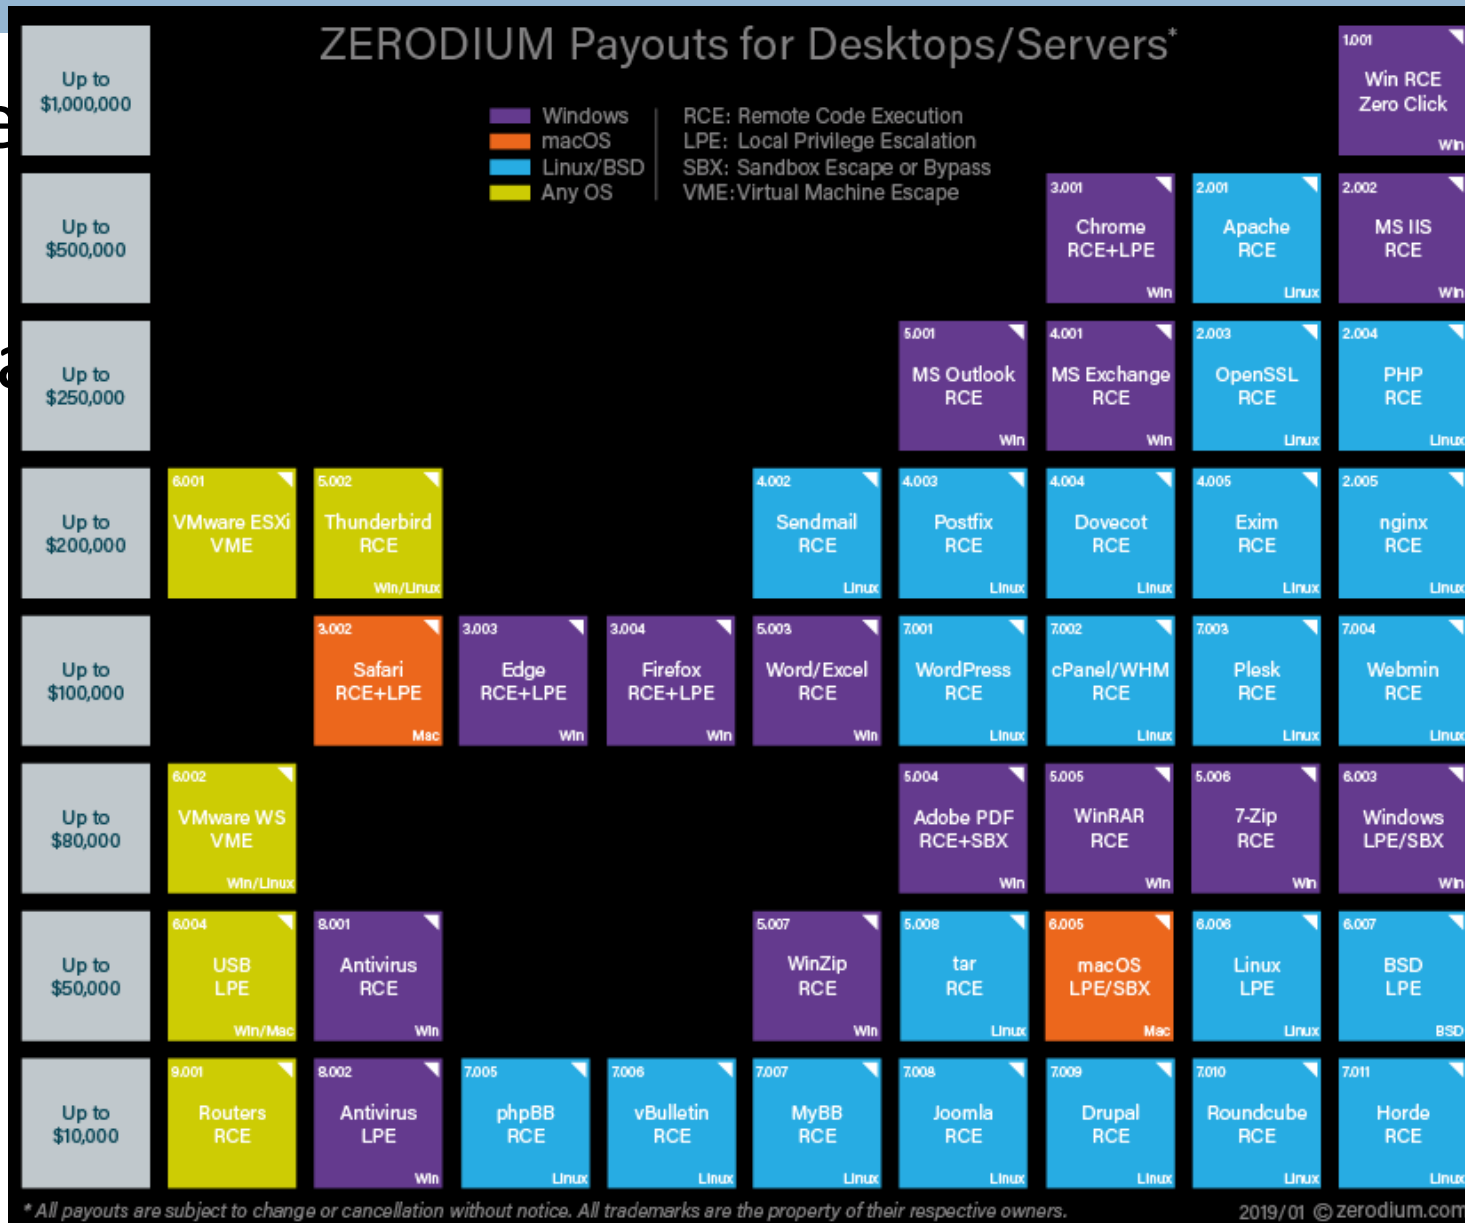 ZERODIUM Payouts for Desktops/Servers*
Windows
macOS
Linux/BSD
Any OS
RCE: Remote Code Execution
LPE: Local Privilege Escalation
SBX: Sandbox Escape or Bypass
VME: Virtual Machine Escape
Up to
$1,000,000
1.001
Win RCE
Zero Click
Win
Up to
$500,000
3.001
Chrome
RCE+LPE
Win
2.001
Apache
RCE
Linux
2.002
MS IIS
RCE
Win
Up to
$250,000
5.001
MS Outlook
RCE
Win
4.001
MS Exchange
RCE
Win
2.003
OpenSSL
RCE
Linux
2.004
PHP
RCE
Linux
Up to
$200,000
6.001
VMware ESXi
VME
5.002
Thunderbird
RCE
Win/Linux
4.002
Sendmail
RCE
Linux
4.003
Postfix
RCE
Linux
4.004
Dovecot
RCE
Linux
4.005
Exim
RCE
Linux
2.005
nginx
RCE
Linux
Up to
$100,000
3.002
Safari
RCE+LPE
Mac
3.003
Edge
RCE+LPE
Win
3.004
Firefox
RCE+LPE
Win
5.003
Word/Excel
RCE
Win
7.001
WordPress
RCE
Linux
7.002
cPanel/WHM
RCE
Linux
7.003
Plesk
RCE
Linux
7.004
Webmin
RCE
Linux
Up to
$80,000
6.002
VMware WS
VME
Win/Linux
5.004
Adobe PDF
RCE+SBX
Win
5.005
WinRAR
RCE
Win
5.006
7-Zip
RCE
Win
6.003
Windows
LPE/SBX
Win
Up to
$50,000
6.004
USB
LPE
Win/Mac
8.001
Antivirus
RCE
Win
5.007
WinZip
RCE
Win
5.008
tar
RCE
Linux
6.005
macOS
LPE/SBX
Mac
6.006
Linux
LPE
Linux
6.007
BSD
LPE
BSD
Up to
$10,000
9.001
Routers
RCE
8.002
Antivirus
LPE
Win
7.005
phpBB
RCE
Linux
7.006
vBulletin
RCE
Linux
7.007
MyBB
RCE
Linux
7.008
Joomla
RCE
Linux
7.009
Drupal
RCE
Linux
7.010
Roundcube
RCE
Linux
7.011
Horde
RCE
Linux
* All payouts are subject to change or cancellation without notice. All trademarks are the property of their respective owners.
2019/01 © zerodium.com